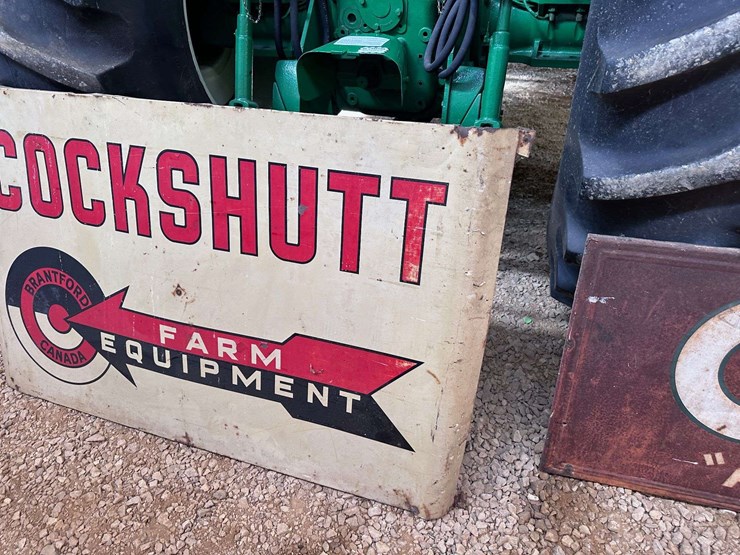 COCKSHUTT
BRANTFORD
CANADA
FARM
EQUIPMENT